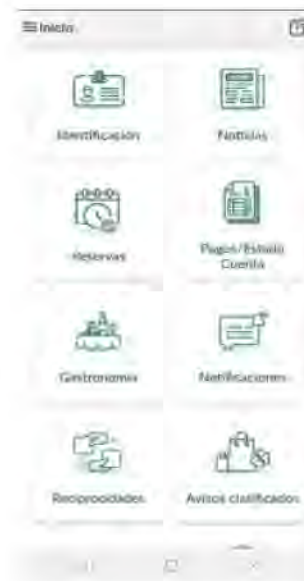 Inicio
Identificación
Noticias
Reservas
Pagos/Estado
Cuenta
Gastronomía
Notificaciones
Reciprocidades
Avisos clasificados